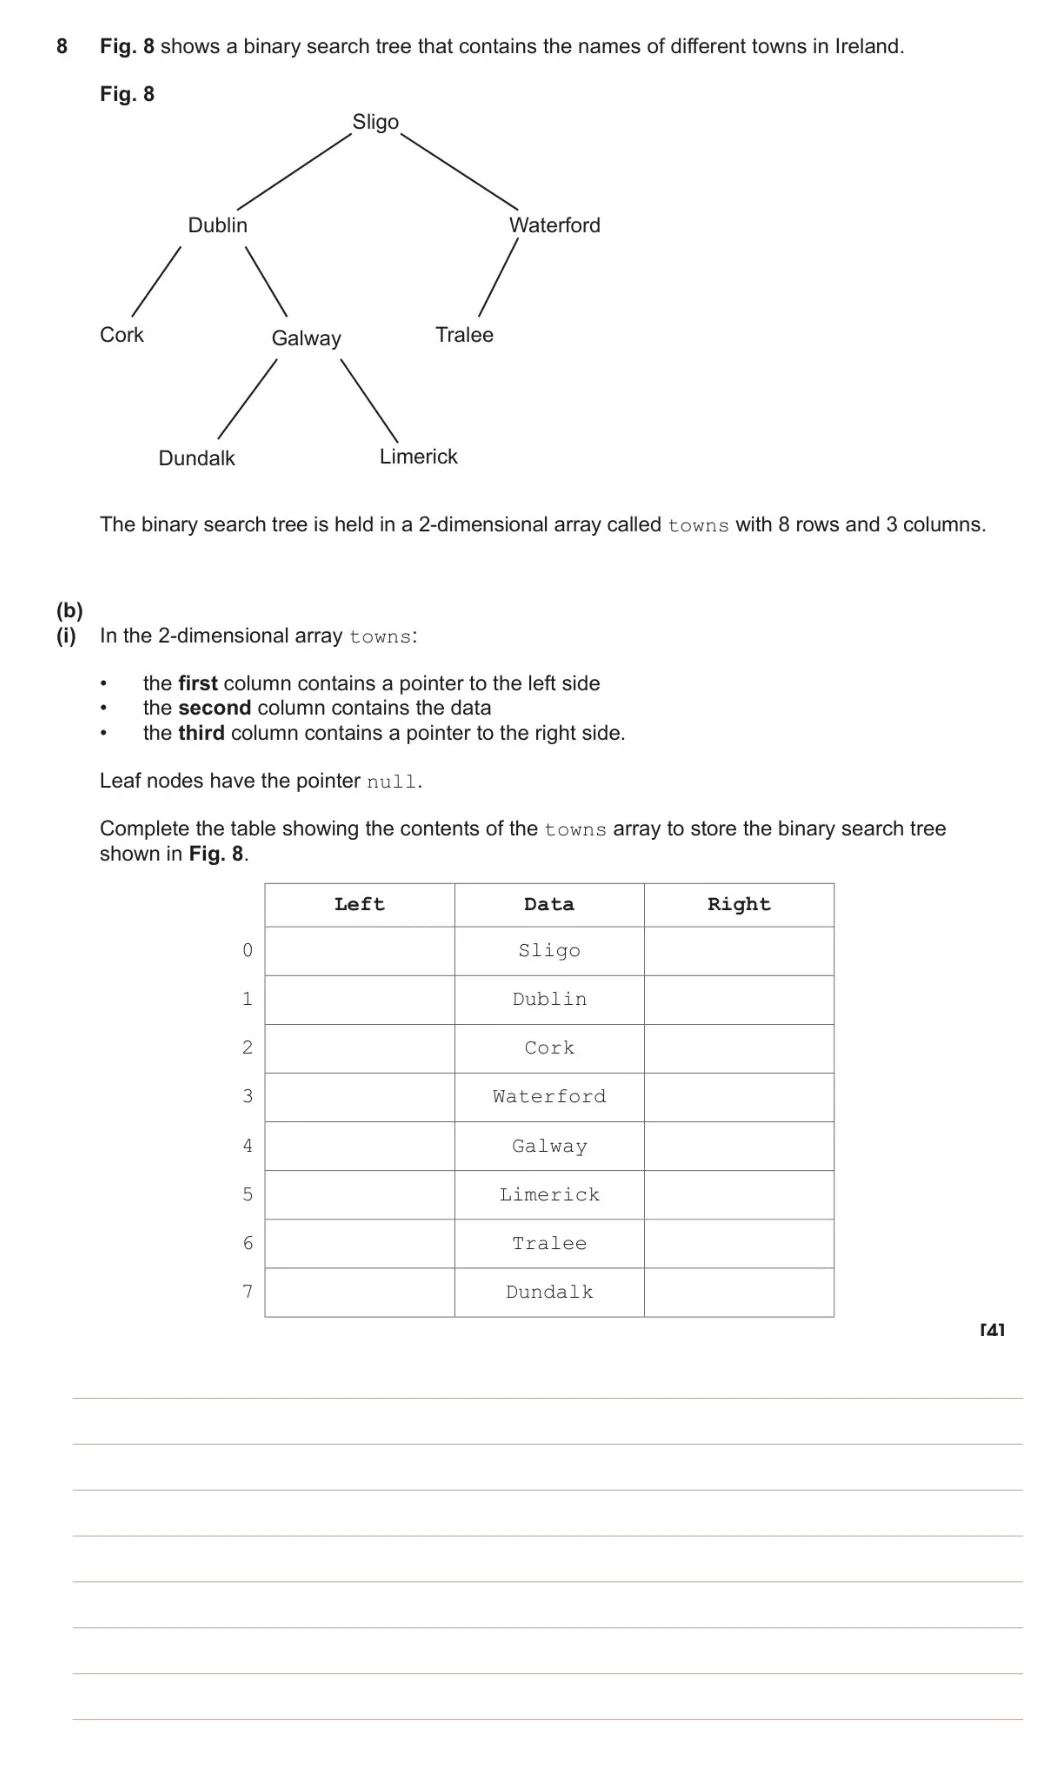 8 Fig. 8 shows a binary search tree that contains the names of different towns in Ireland.
Fig. 8
Sligo
Dublin Waterford
Cork Galway Tralee
Dundalk Limerick
The binary search tree is held in a 2-dimensional array called towns with 8 rows and 3 columns.
(b)
(i) In the 2-dimensional array towns:
• the first column contains a pointer to the left side
• the second column contains the data
• the third column contains a pointer to the right side.
Leaf nodes have the pointer null.
Complete the table showing the contents of the towns array to store the binary search tree
shown in Fig. 8.
Left Data Right
0 Sligo
1 Dublin
2 Cork
3 Waterford
4 Galway
5 Limerick
6 Tralee
7 Dundalk
[4]